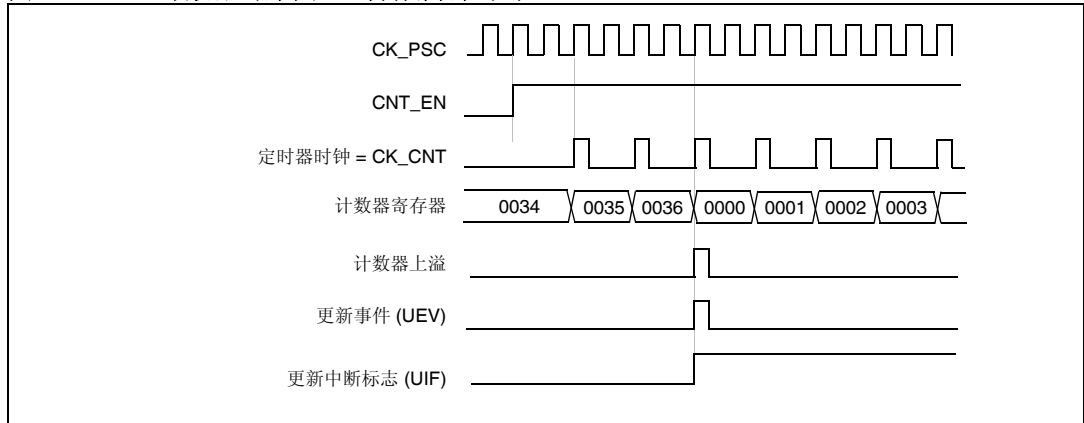 CK_PSC
CNT_EN
定时器时钟 = CK_CNT
计数器寄存器 0034 0035 0036 0000 0001 0002 0003
计数器上溢
更新事件 (UEV)
更新中断标志 (UIF)